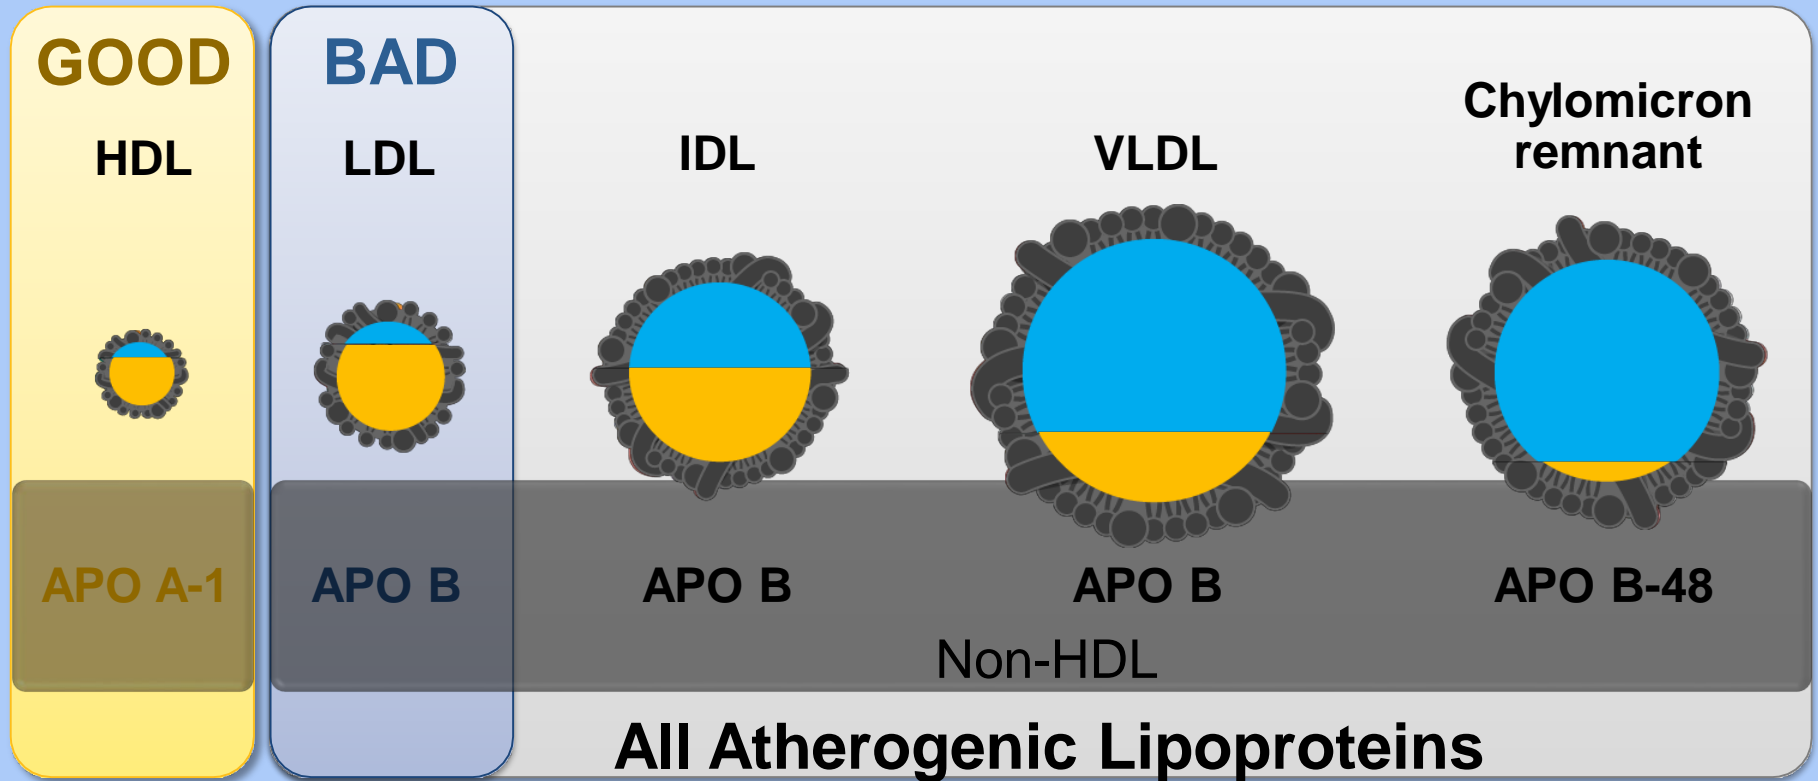 GOOD
BAD
HDL
LDL
IDL
VLDL
Chylomicron
remnant
APO A-1
APO B
APO B
APO B
APO B-48
Non-HDL
All Atherogenic Lipoproteins